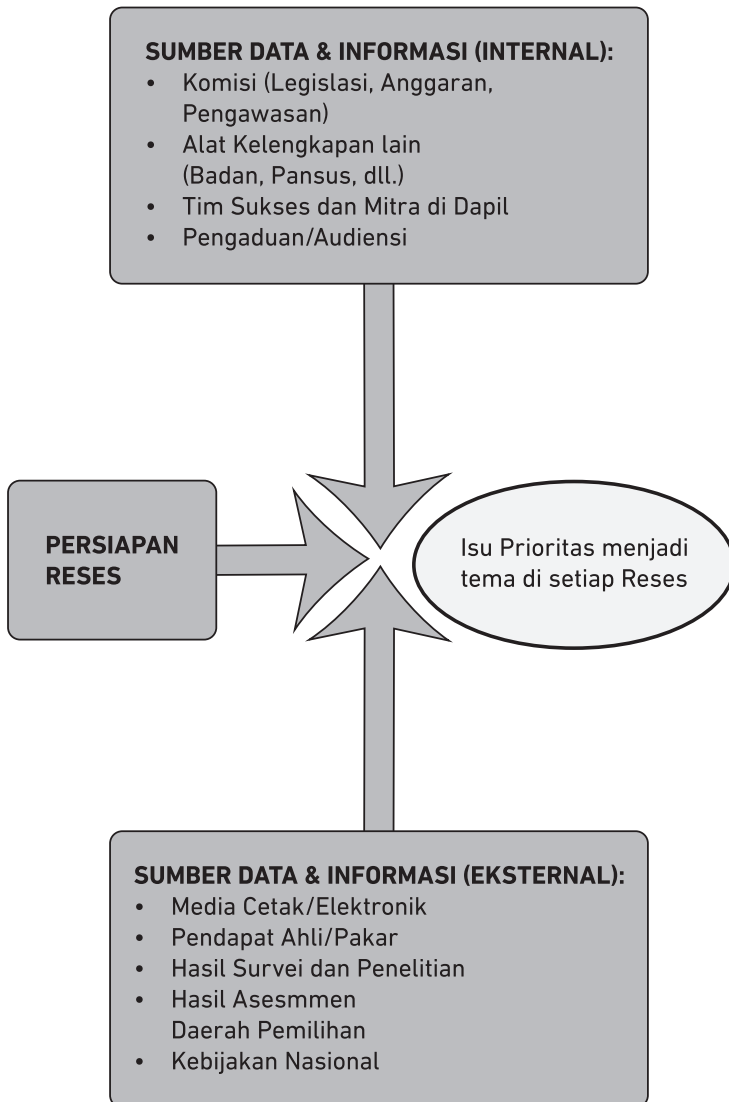 SUMBER DATA & INFORMASI (INTERNAL):
• Komisi (Legislasi, Anggaran,
Pengawasan)
• Alat Kelengkapan lain
(Badan, Pansus, dll.)
• Tim Sukses dan Mitra di Dapil
• Pengaduan/Audiensi
PERSIAPAN
RESES
Isu Prioritas menjadi
tema di setiap Reses
SUMBER DATA & INFORMASI (EKSTERNAL):
• Media Cetak/Elektronik
• Pendapat Ahli/Pakar
• Hasil Survei dan Penelitian
• Hasil Asesmmen
Daerah Pemilihan
• Kebijakan Nasional